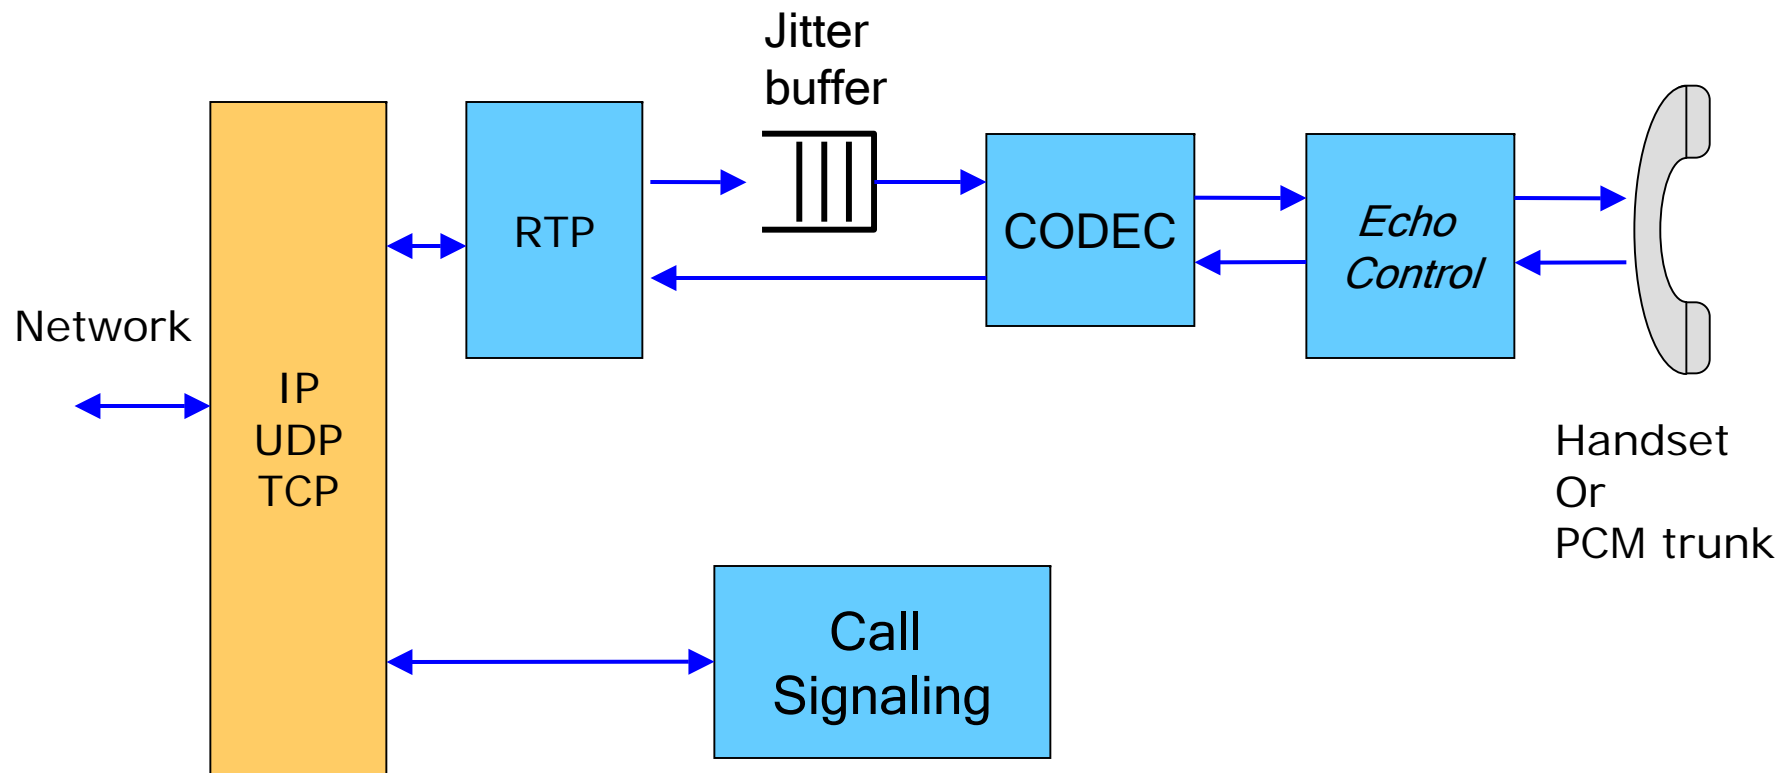 Jitter
buffer
RTP
CODEC
Echo
Control
Network
IP
UDP
TCP
Handset
Or
PCM trunk
Call
Signaling